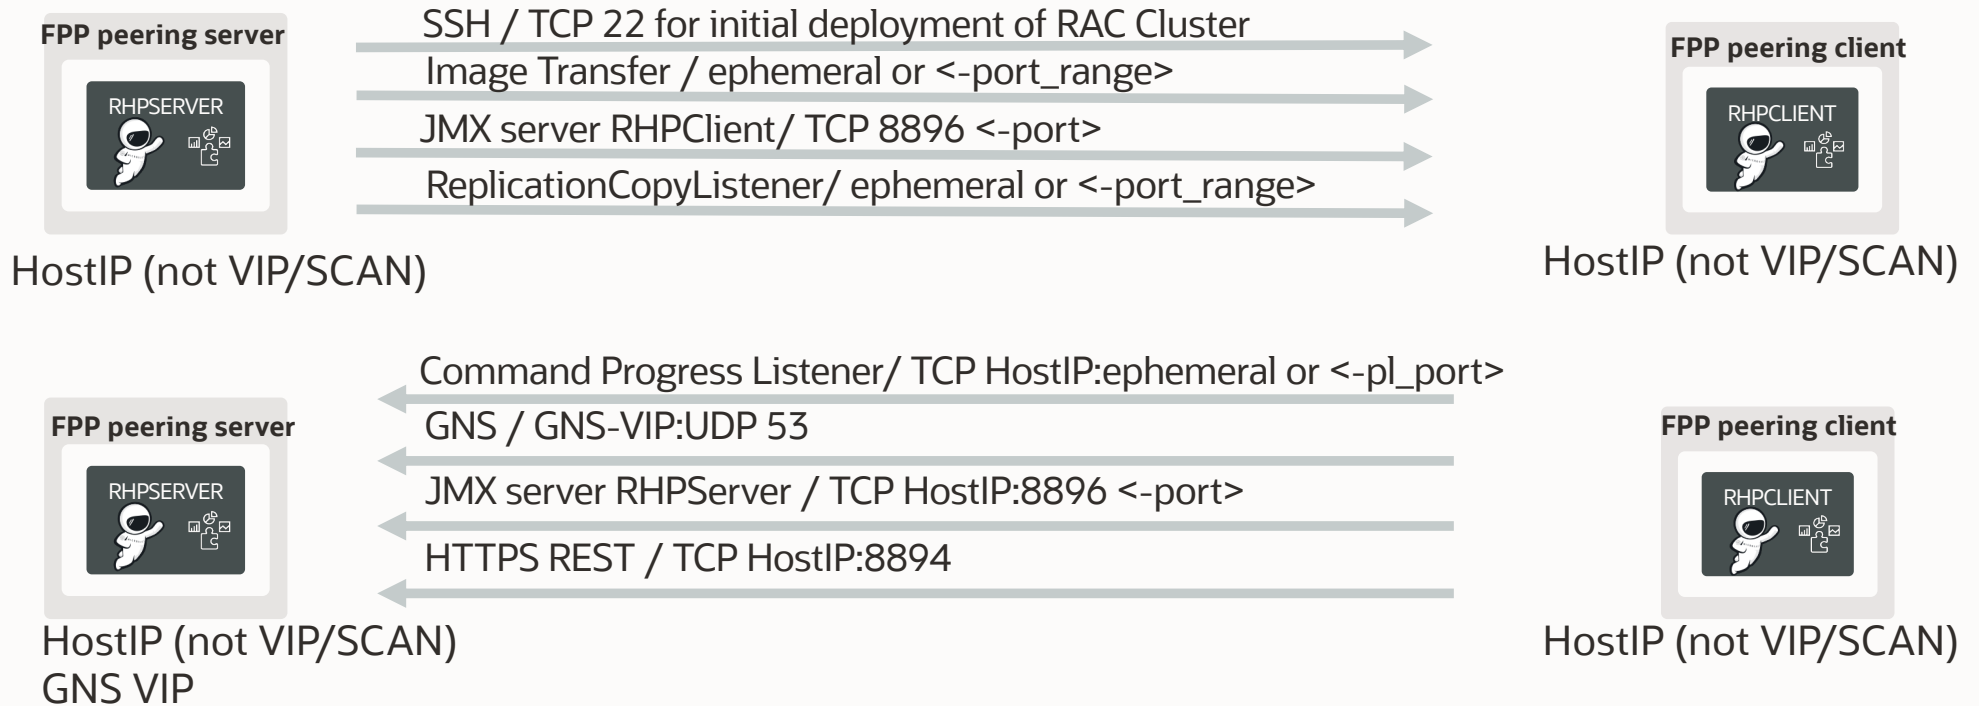 SSH / TCP 22 for initial deployment of RAC Cluster
FPP peering server
FPP peering client
Image Transfer / ephemeral or <-port_range>
RHPSERVER
RHPCLIENT
JMX server RHPClient/ TCP 8896 <-port>
ReplicationCopyListener/ ephemeral or <-port_range>
HostIP (not VIP/SCAN)
HostIP (not VIP/SCAN)
Command Progress Listener/ TCP HostIP:ephemeral or <-pl_port>
FPP peering server
GNS / GNS-VIP:UDP 53
FPP peering client
RHPSERVER
JMX server RHPServer / TCP HostIP:8896 <-port>
RHPCLIENT
HTTPS REST / TCP HostIP:8894
HostIP (not VIP/SCAN)
GNS VIP
HostIP (not VIP/SCAN)